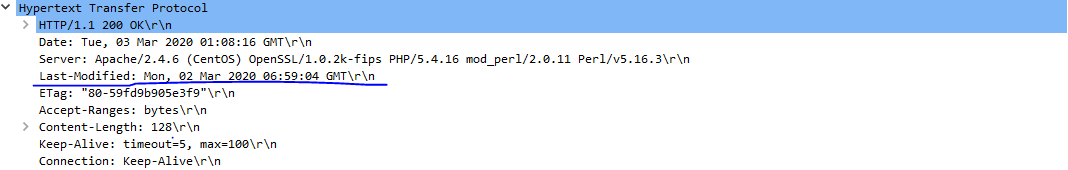 Hypertext Transfer Protocol
HTTP/1.1 200 OK\r\n
Date: Tue, 03 Mar 2020 01:08:16 GMT\r\n
Server: Apache/2.4.6 (CentOS) OpenSSL/1.0.2k-fips PHP/5.4.16 mod_perl/2.0.11 Perl/v5.16.3\r\n
Last-Modified: Mon, 02 Mar 2020 06:59:04 GMT\r\n
ETag: "80-59fd9b905e3f9"\r\n
Accept-Ranges: bytes\r\n
Content-Length: 128\r\n
Keep-Alive: timeout=5, max=100\r\n
Connection: Keep-Alive\r\n